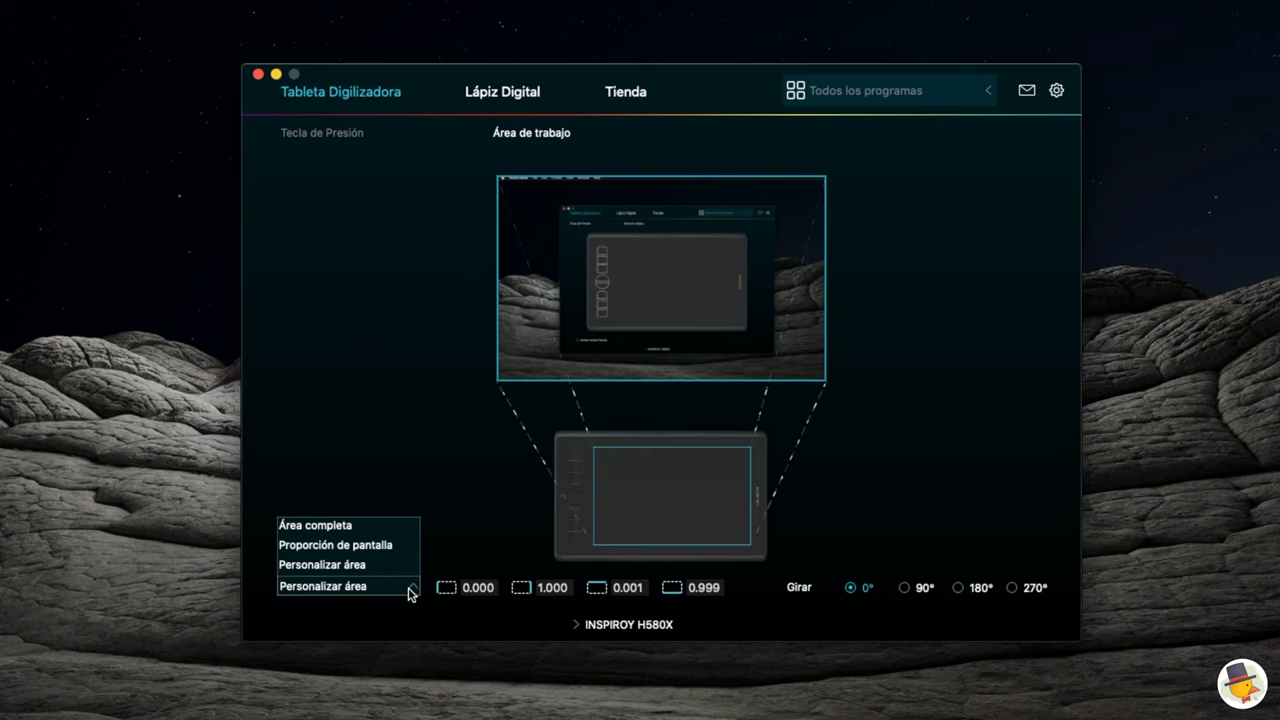 Tableta Digilizadora
Lápiz Digital
Tienda
Todos los programas
Tecla de Presión
Área de trabajo
Área completa
Proporción de pantalla
Personalizar área
Personalizar área
0.000
1.000
0.001
0.999
Girar
0°
90°
180°
270°
INSPIROY H580X